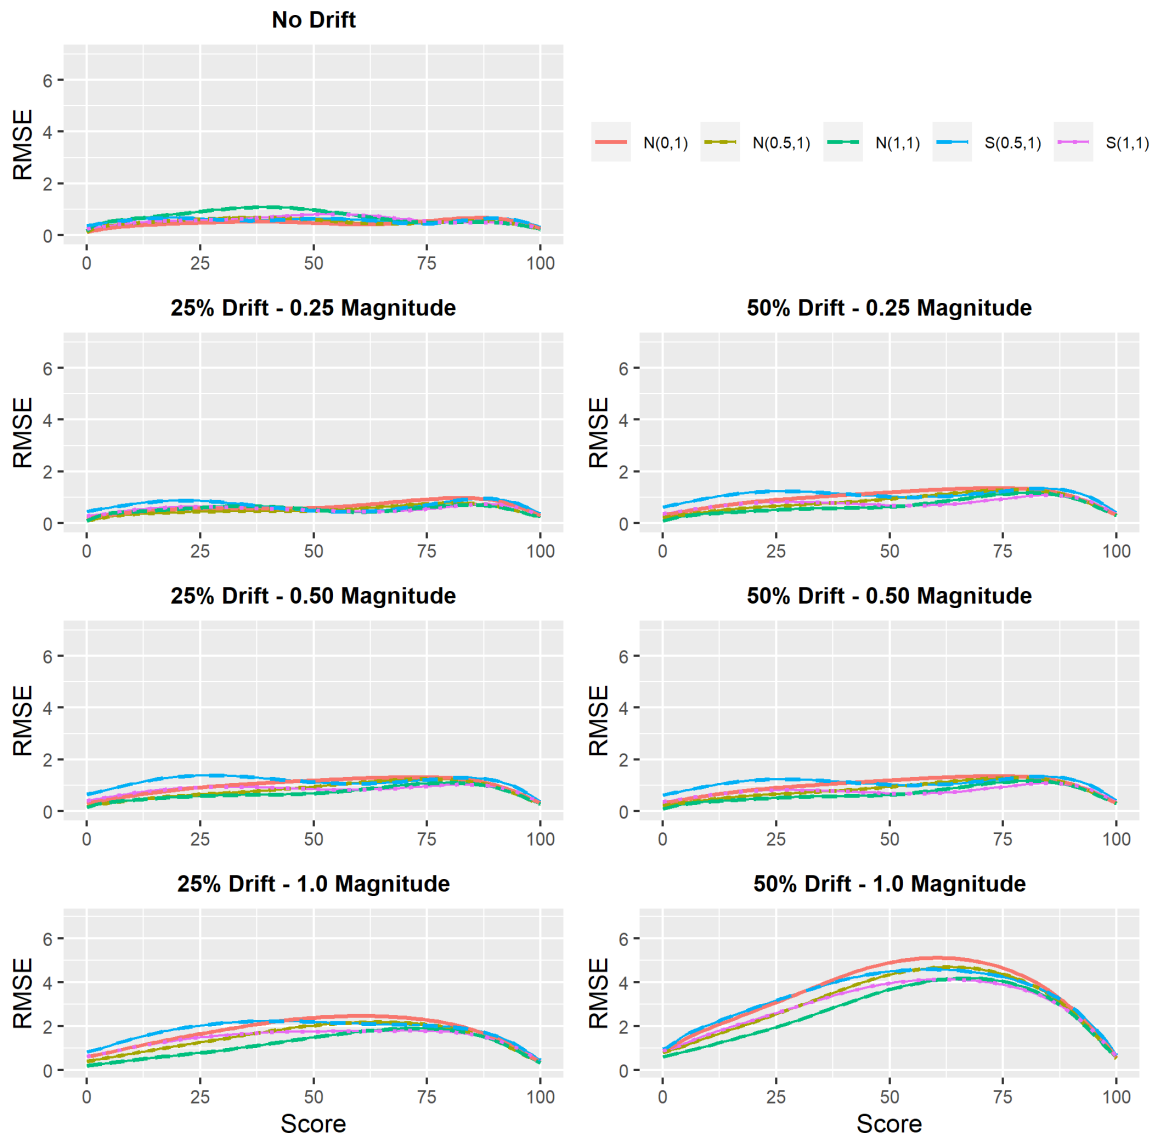 No Drift
RMSE
6
4
2
0
0 25 50 75 100
N(0,1) N(0.5,1) N(1,1) S(0.5,1) S(1,1)
25% Drift - 0.25 Magnitude
RMSE
6
4
2
0
0 25 50 75 100
50% Drift - 0.25 Magnitude
RMSE
6
4
2
0
0 25 50 75 100
25% Drift - 0.50 Magnitude
RMSE
6
4
2
0
0 25 50 75 100
50% Drift - 0.50 Magnitude
RMSE
6
4
2
0
0 25 50 75 100
25% Drift - 1.0 Magnitude
RMSE
6
4
2
0
0 25 50 75 100
Score
50% Drift - 1.0 Magnitude
RMSE
6
4
2
0
0 25 50 75 100
Score